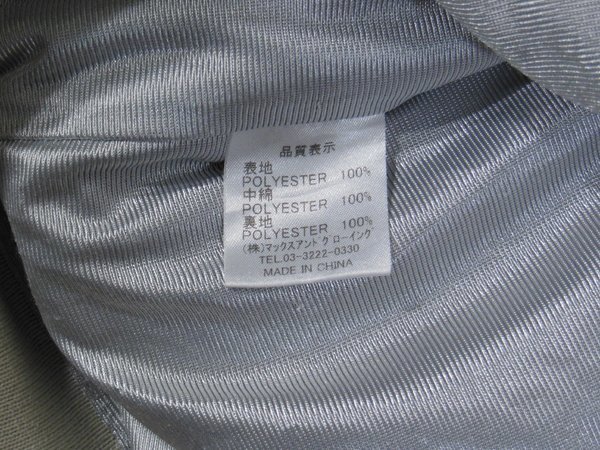 品質表示
表地
POLYESTER 100%
中綿
POLYESTER 100%
裏地
POLYESTER 100%
(株)マックスアンドグローイング
TEL.03-3222-0330
MADE IN CHINA